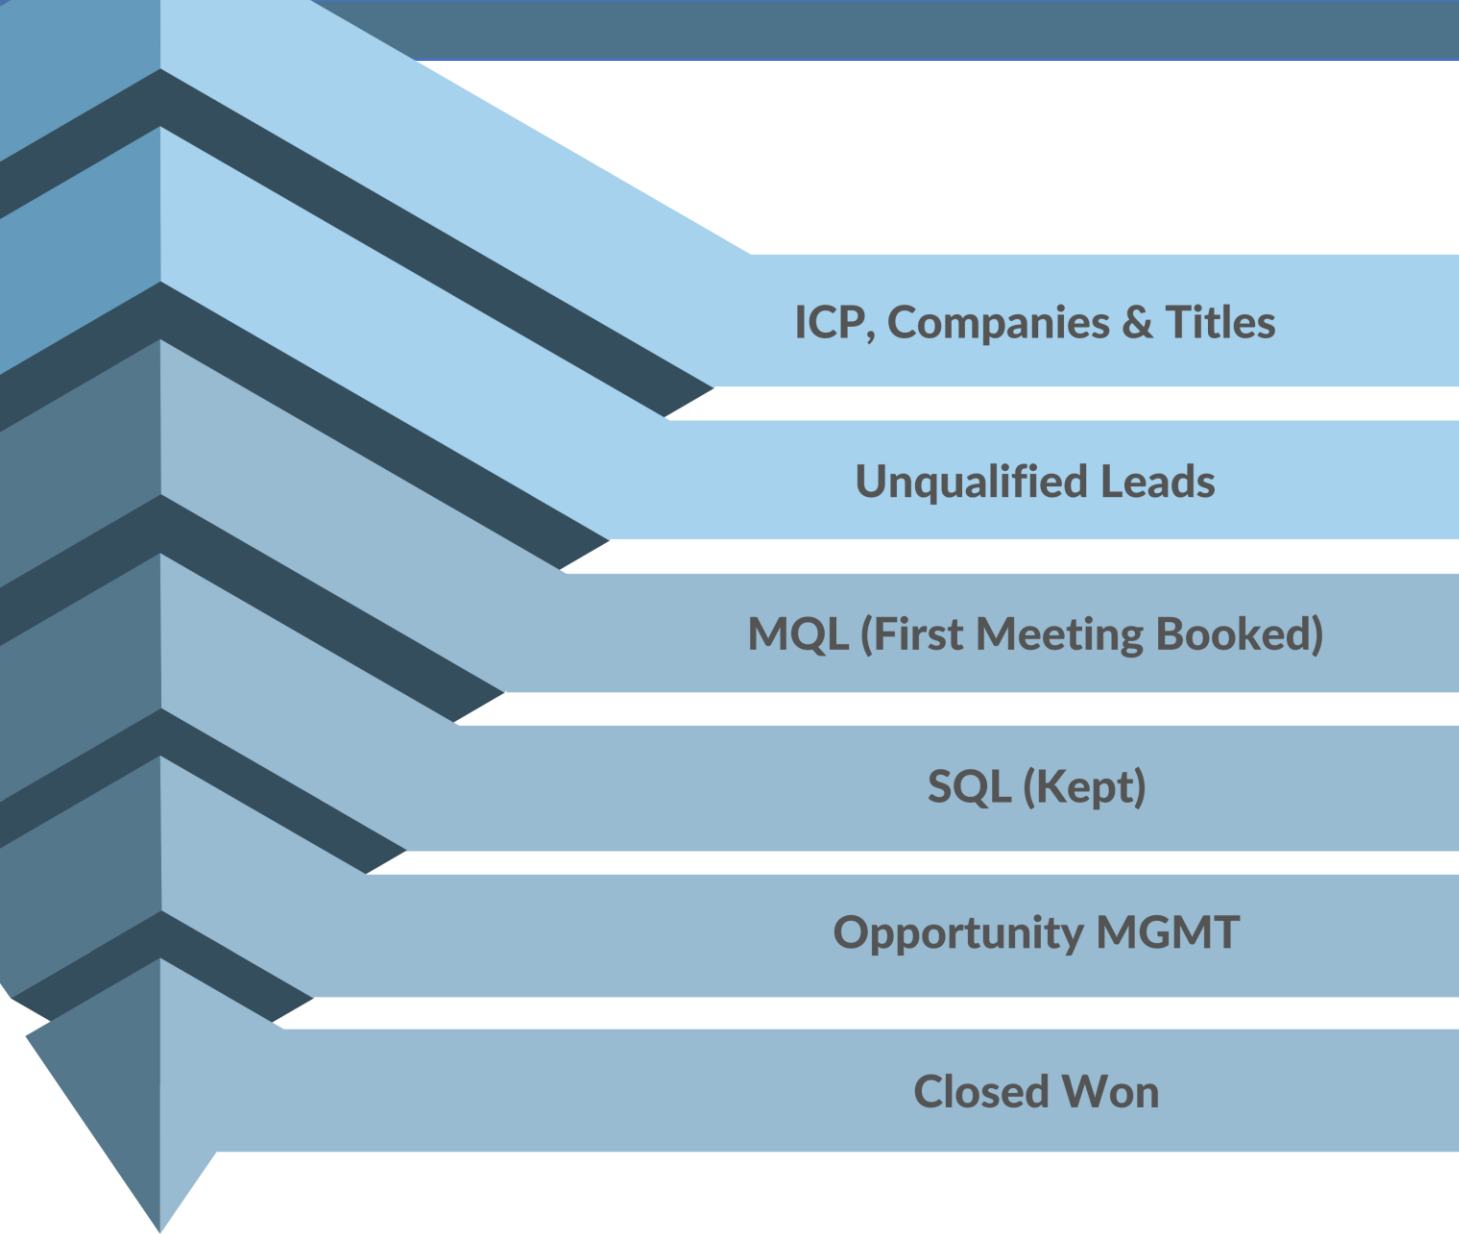 ICP, Companies & Titles
Unqualified Leads
MQL (First Meeting Booked)
SQL (Kept)
Opportunity MGMT
Closed Won